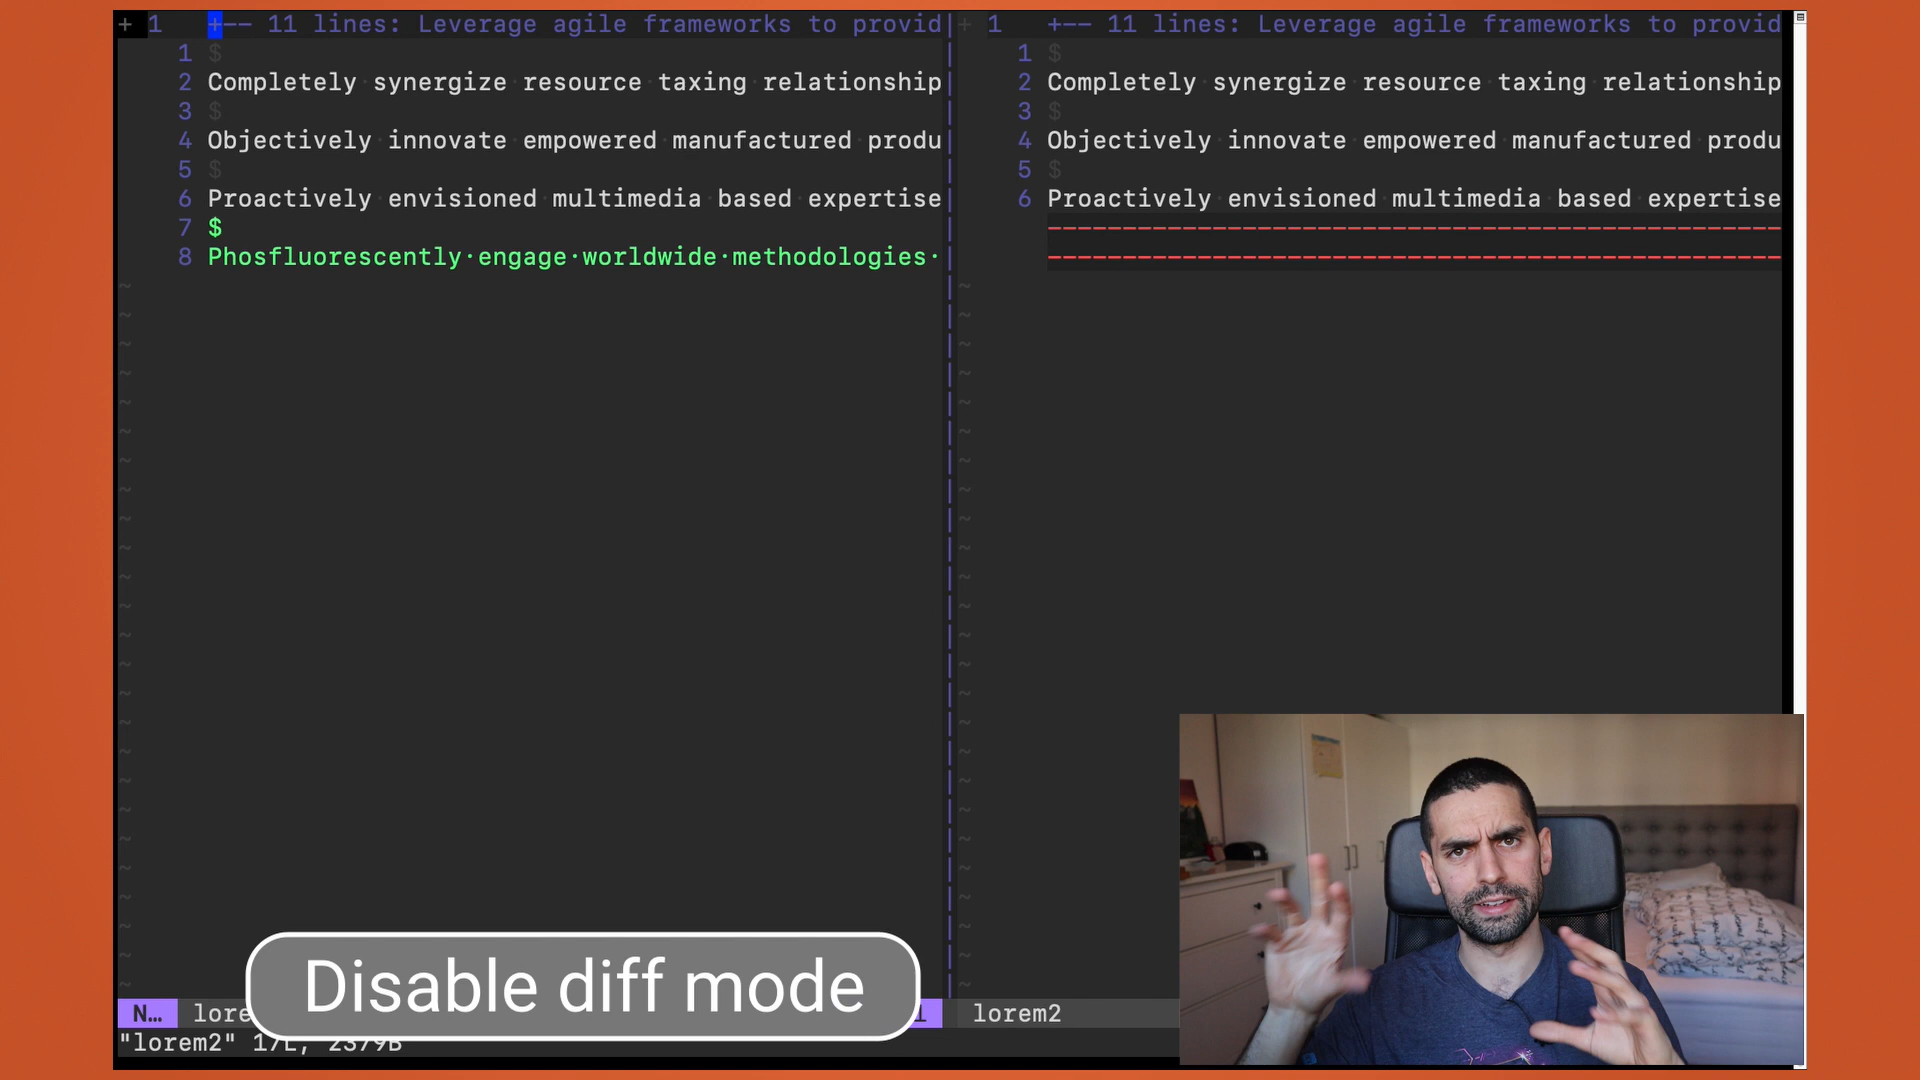 + 1 +-- 11 lines: Leverage agile frameworks to provid
1 $
2 Completely synergize resource taxing relationship
3 $
4 Objectively innovate empowered manufactured produ
5 $
6 Proactively envisioned multimedia based expertise
7 $
8 Phosfluorescently·engage·worldwide·methodologies·
+ 1 +-- 11 lines: Leverage agile frameworks to provid
1 $
2 Completely synergize resource taxing relationship
3 $
4 Objectively innovate empowered manufactured produ
5 $
6 Proactively envisioned multimedia based expertise
Disable diff mode
N… lore
lorem2
"lorem2" 17L, 2379B